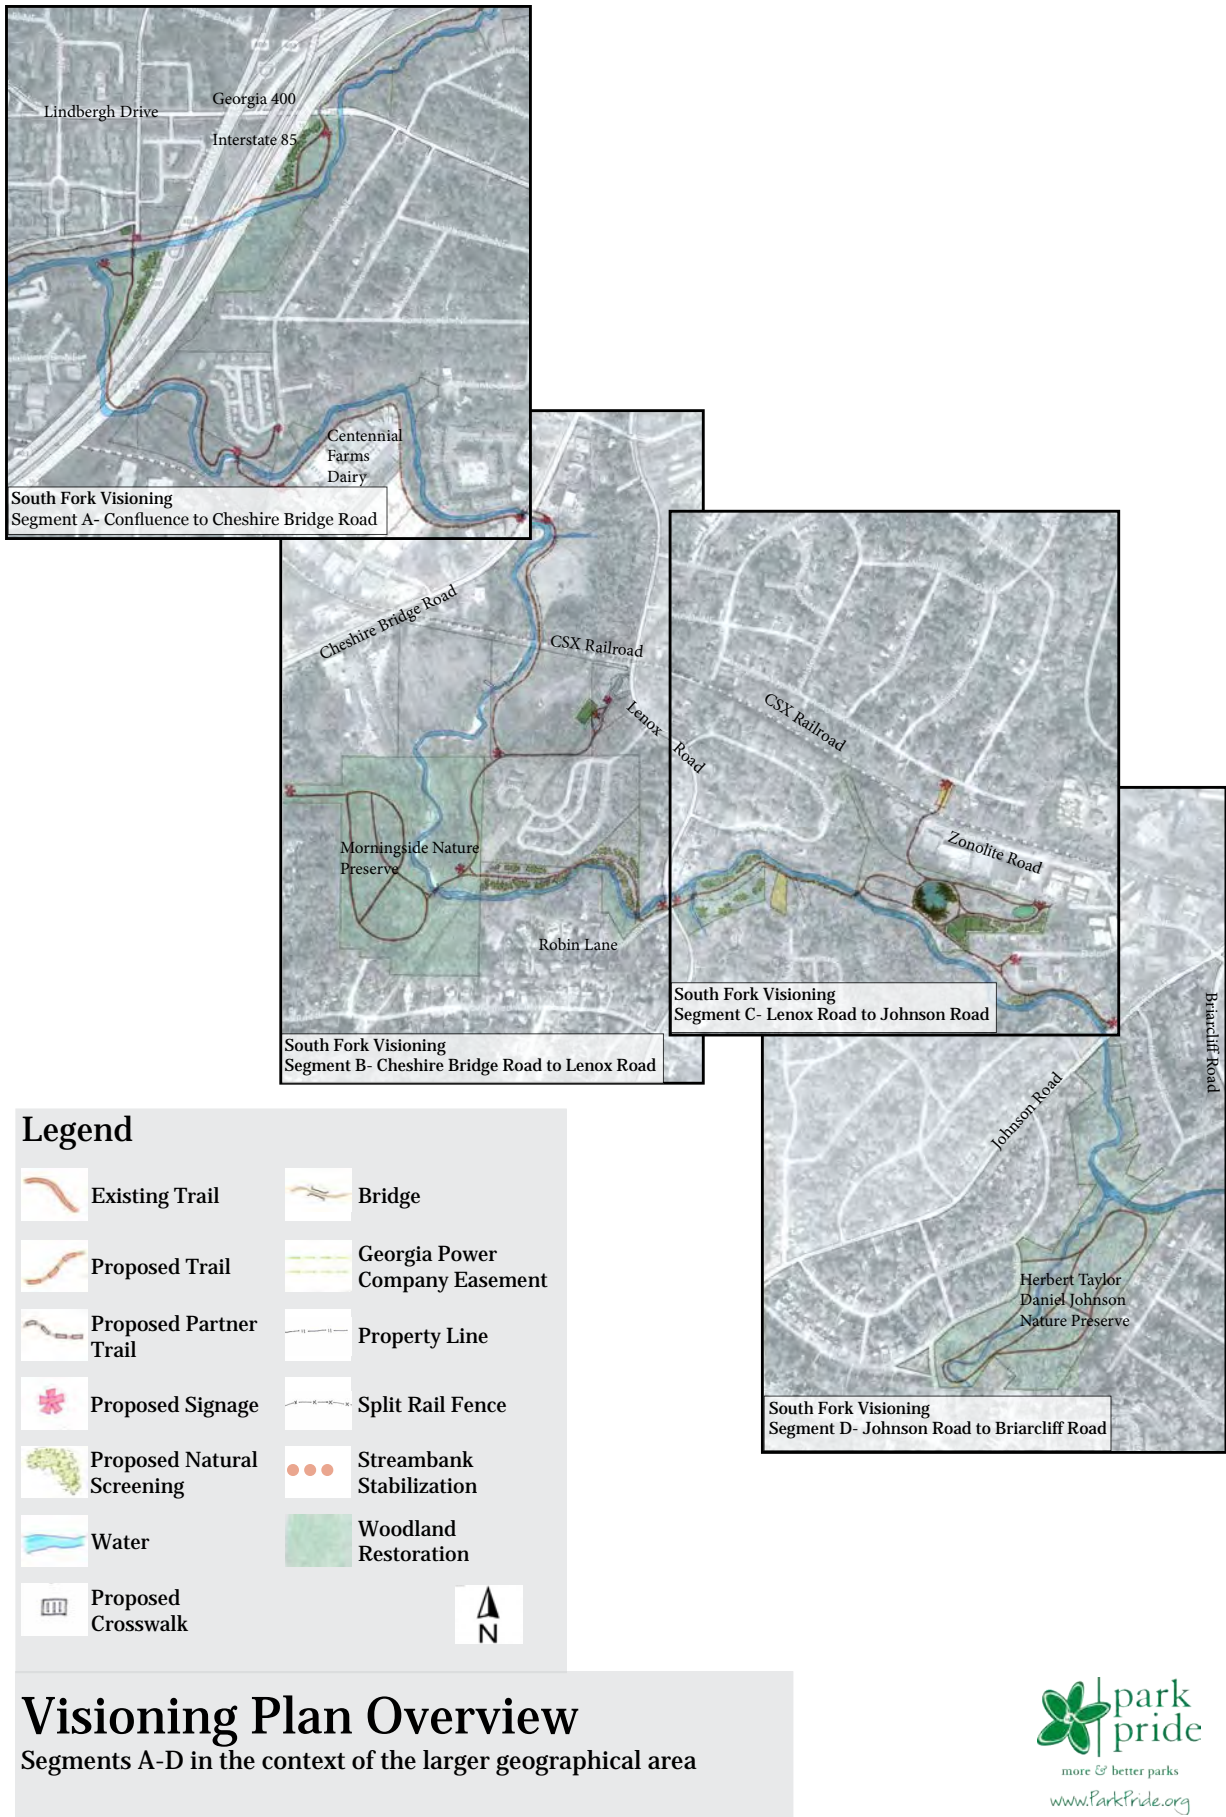 Lindbergh Drive
Georgia 400
Interstate 85
Centennial
Farms
Dairy
South Fork Visioning
Segment A- Confluence to Cheshire Bridge Road
Cheshire Bridge Road
CSX Railroad
Lenox Road
Morningside Nature
Preserve
Robin Lane
South Fork Visioning
Segment B- Cheshire Bridge Road to Lenox Road
CSX Railroad
Zonolite Road
South Fork Visioning
Segment C- Lenox Road to Johnson Road
Briarcliff Road
Johnson Road
Herbert Taylor
Daniel Johnson
Nature Preserve
South Fork Visioning
Segment D- Johnson Road to Briarcliff Road
Legend
Existing Trail
Proposed Trail
Proposed Partner
Trail
Proposed Signage
Proposed Natural
Screening
Water
Proposed
Crosswalk
Bridge
Georgia Power
Company Easement
Property Line
Split Rail Fence
Streambank
Stabilization
Woodland
Restoration
N
Visioning Plan Overview
Segments A-D in the context of the larger geographical area
park
pride
more & better parks
www.ParkPride.org